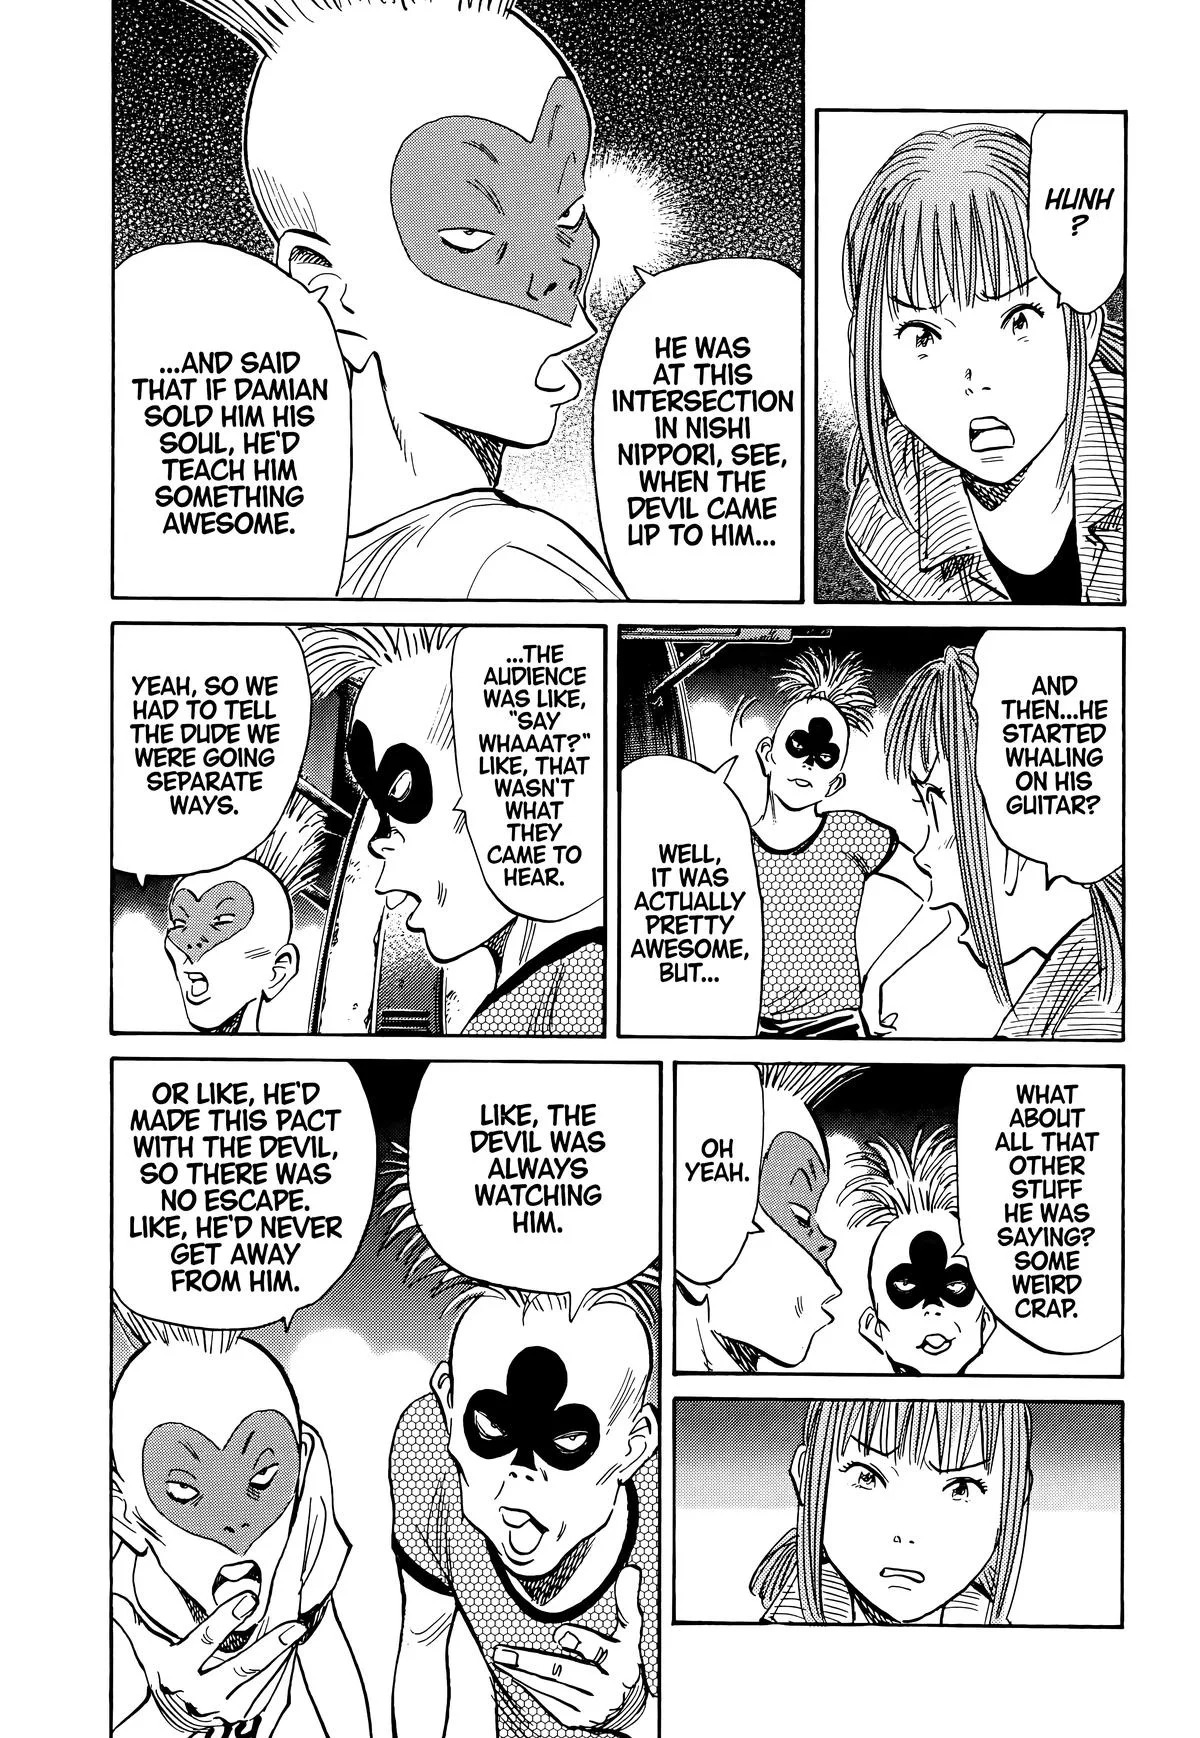 HUNH
?
HE WAS
AT THIS
INTERSECTION
IN NISHI
NIPPORI, SEE,
WHEN THE
DEVIL CAME
UP TO HIM...
...AND SAID
THAT IF DAMIAN
SOLD HIM HIS
SOUL, HE'D
TEACH HIM
SOMETHING
AWESOME.
AND
THEN...HE
STARTED
WHALING
ON HIS
GUITAR?
WELL,
IT WAS
ACTUALLY
PRETTY
AWESOME,
BUT...
...THE
AUDIENCE
WAS LIKE,
"SAY
WHAAAT?"
LIKE, THAT
WASN'T
WHAT
THEY
CAME TO
HEAR.
YEAH, SO WE
HAD TO TELL
THE DUDE WE
WERE GOING
SEPARATE
WAYS.
WHAT
ABOUT
ALL THAT
OTHER
STUFF
HE WAS
SAYING?
SOME
WEIRD
CRAP.
OH
YEAH.
LIKE, THE
DEVIL WAS
ALWAYS
WATCHING
HIM.
OR LIKE, HE'D
MADE THIS PACT
WITH THE DEVIL,
SO THERE WAS
NO ESCAPE.
LIKE, HE'D NEVER
GET AWAY
FROM HIM.